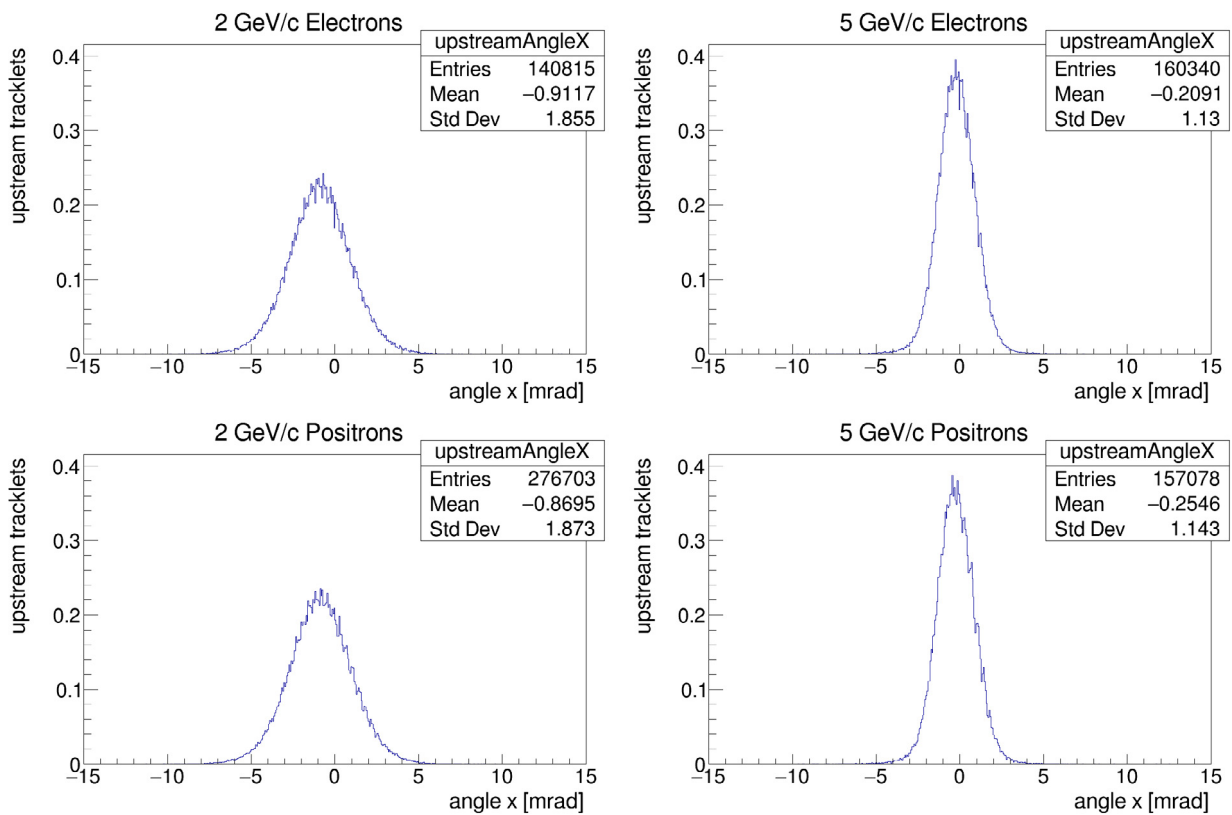 2 GeV/c Electrons
upstream tracklets
upstreamAngleX
Entries 140815
Mean −0.9117
Std Dev 1.855
0.4
0.3
0.2
0.1
0
−15 −10 −5 0 5 10 15
angle x [mrad]
5 GeV/c Electrons
upstream tracklets
upstreamAngleX
Entries 160340
Mean −0.2091
Std Dev 1.13
0.4
0.3
0.2
0.1
0
−15 −10 −5 0 5 10 15
angle x [mrad]
2 GeV/c Positrons
upstream tracklets
upstreamAngleX
Entries 276703
Mean −0.8695
Std Dev 1.873
0.4
0.3
0.2
0.1
0
−15 −10 −5 0 5 10 15
angle x [mrad]
5 GeV/c Positrons
upstream tracklets
upstreamAngleX
Entries 157078
Mean −0.2546
Std Dev 1.143
0.4
0.3
0.2
0.1
0
−15 −10 −5 0 5 10 15
angle x [mrad]